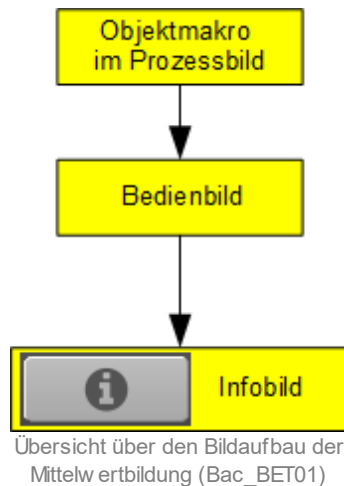 Objektmakro
im Prozessbild
Bedienbild
Infobild
Übersicht über den Bildaufbau der
Mittelw ertbildung (Bac_BET01)